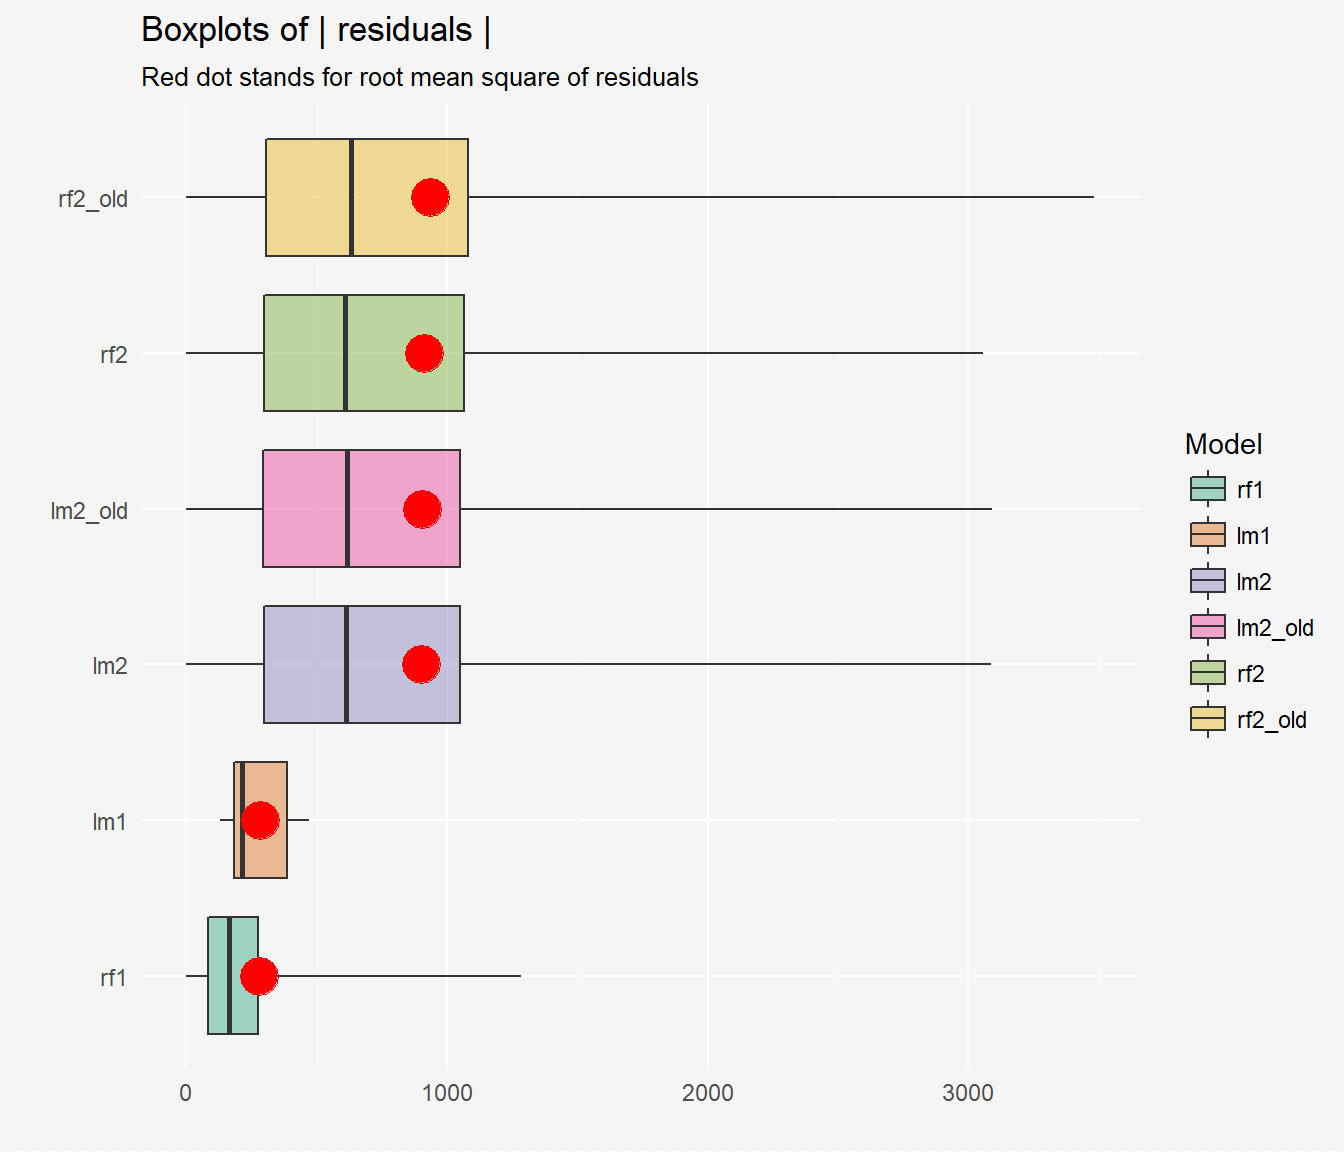 Boxplots of | residuals |
Red dot stands for root mean square of residuals
rf2_old
rf2
lm2_old
lm2
lm1
rf1
0 1000 2000 3000
Model
rf1
lm1
lm2
lm2_old
rf2
rf2_old